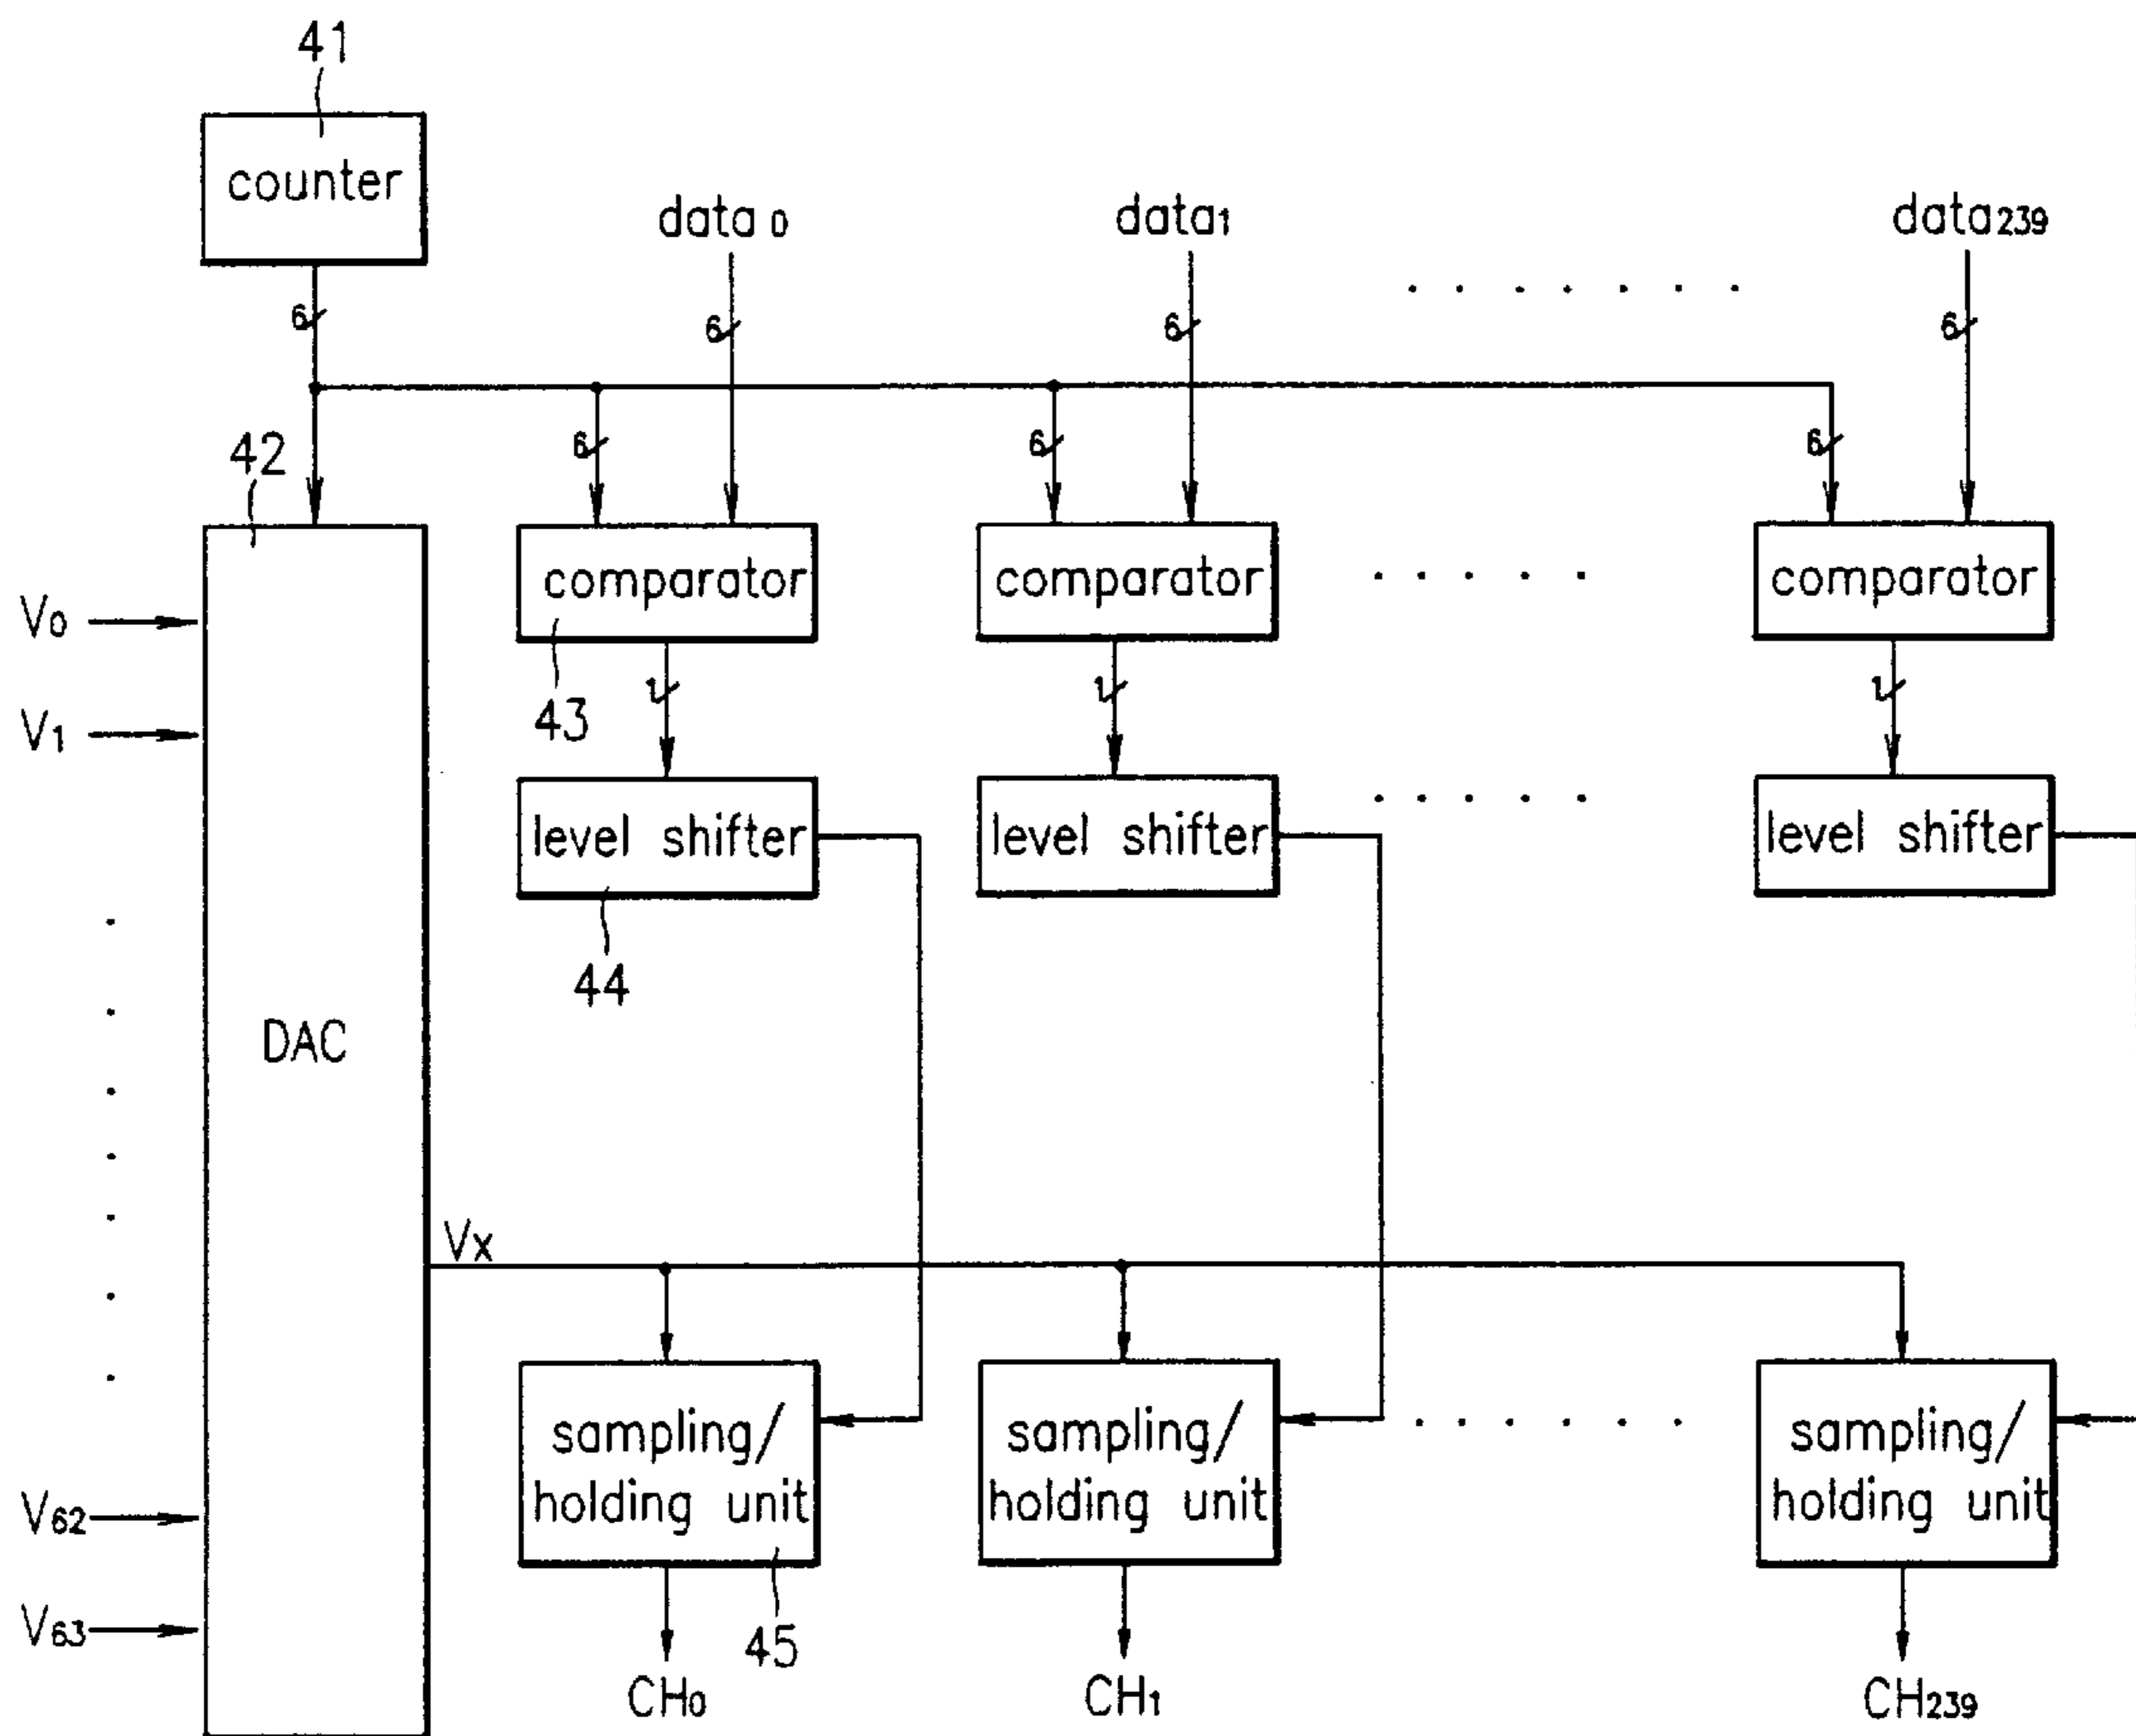 41
counter
data 0
data1
data239
6
6
6
6
42
6
6
6
comparator
comparator
comparator
V0
V1
1
1
1
43
level shifter
level shifter
level shifter
44
DAC
Vx
sampling/
holding unit
sampling/
holding unit
sampling/
holding unit
V62
V63
45
CH0
CH1
CH239